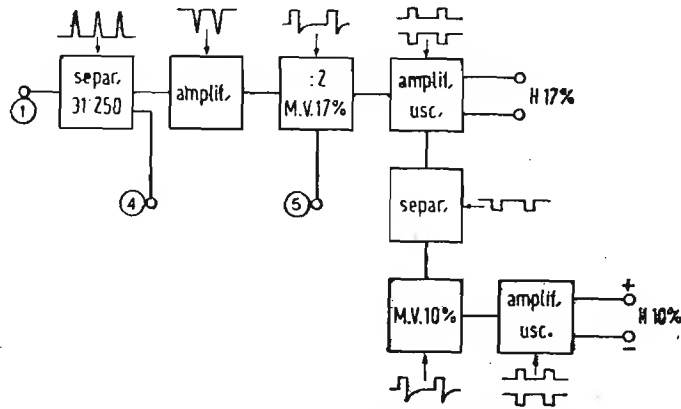 separ.
31'250
amplif.
: 2
M.V.17%
amplif.
usc.
H 17%
1
4
5
separ.
M.V.10%
amplif.
usc.
+
H 10%
−